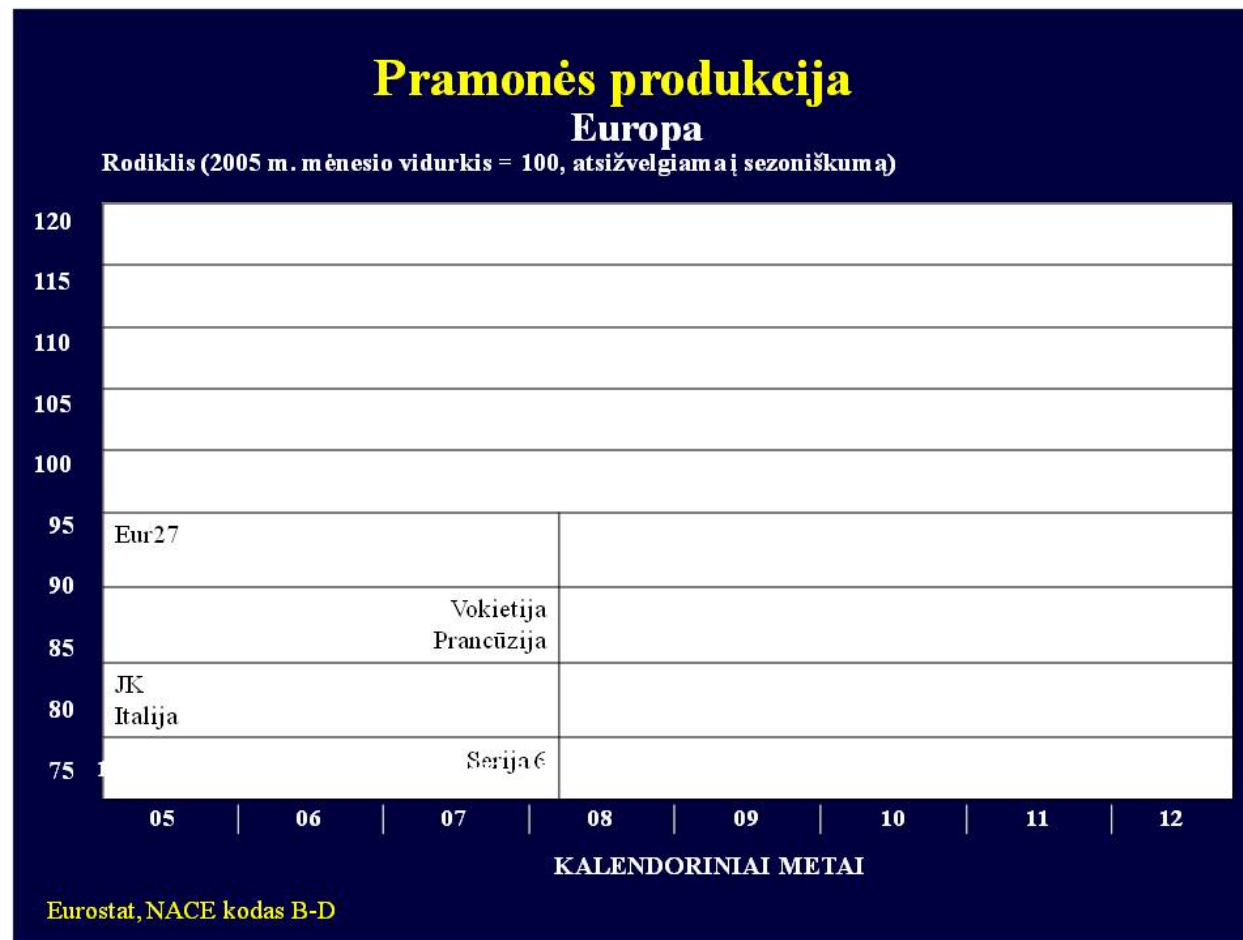 Pramonės produkcija
Europa
Rodiklis (2005 m. mėnesio vidurkis = 100, atsižvelgiama į sezoniškumą)
120
115
110
105
100
95
Eur27
90
Vokietija
Prancūzija
85
JK
80
Italija
Serija 6
75
05 06 07 08 09 10 11 12
KALENDORINIAI METAI
Eurostat, NACE kodas B-D